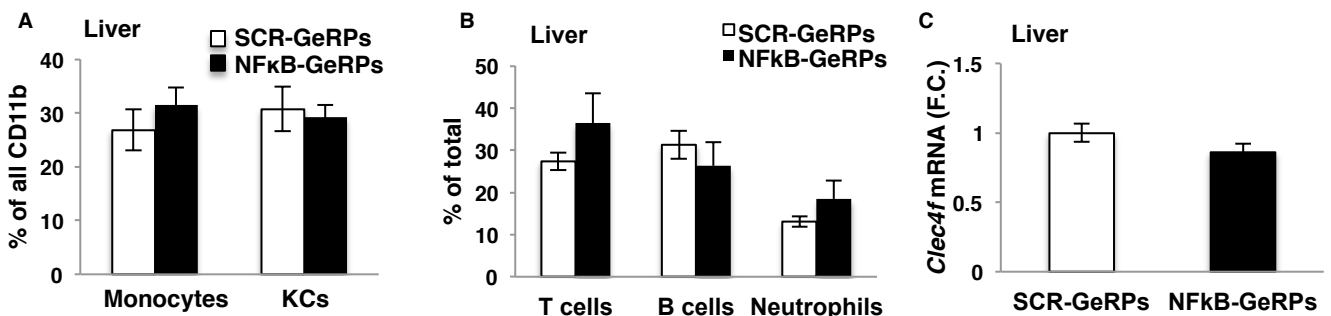 A
Liver
SCR-GeRPs
NFκB-GeRPs
% of all CD11b
40
30
20
10
0
Monocytes KCs
B
Liver
SCR-GeRPs
NFkB-GeRPs
% of total
50
40
30
20
10
0
T cells B cells Neutrophils
C
Liver
Clec4f mRNA (F.C.)
1.5
1
0.5
0
SCR-GeRPs NFkB-GeRPs